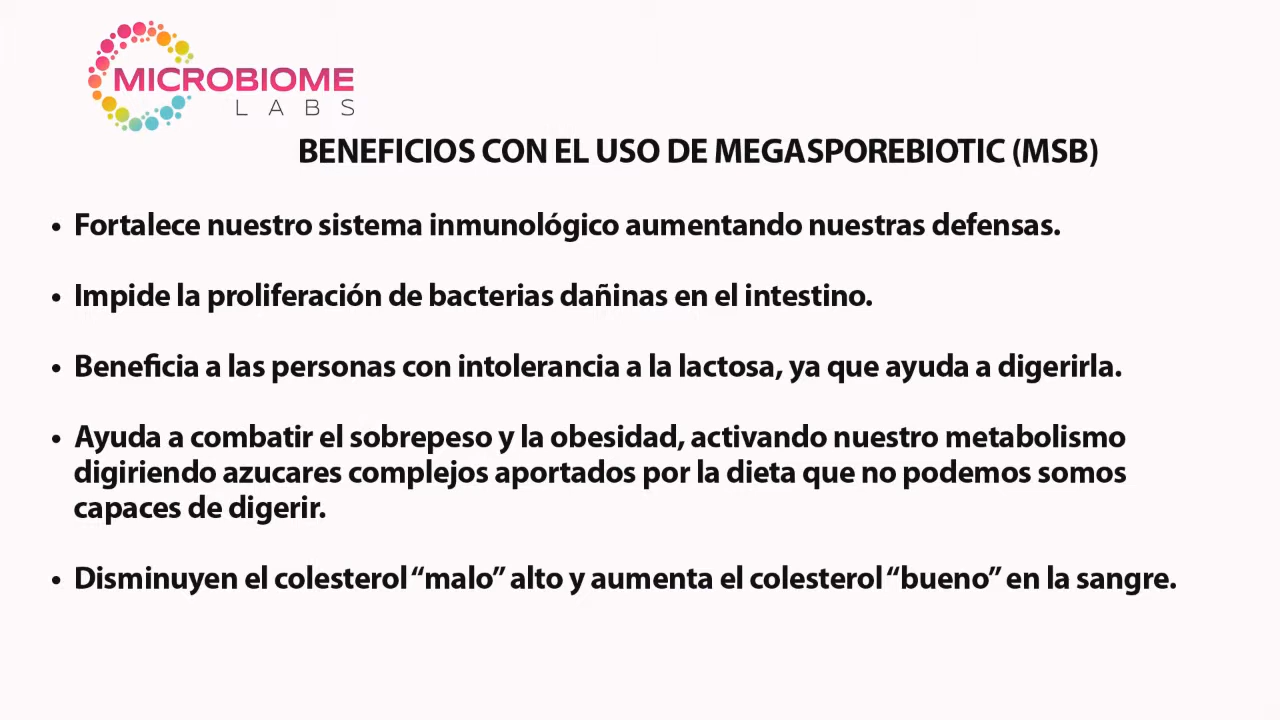 MICROBIOME
LABS
BENEFICIOS CON EL USO DE MEGASPOREBIOTIC (MSB)
• Fortalece nuestro sistema inmunológico aumentando nuestras defensas.
• Impide la proliferación de bacterias dañinas en el intestino.
• Beneficia a las personas con intolerancia a la lactosa, ya que ayuda a digerirla.
• Ayuda a combatir el sobrepeso y la obesidad, activando nuestro metabolismo
digiriendo azucares complejos aportados por la dieta que no podemos somos
capaces de digerir.
• Disminuyen el colesterol “malo” alto y aumenta el colesterol “bueno” en la sangre.